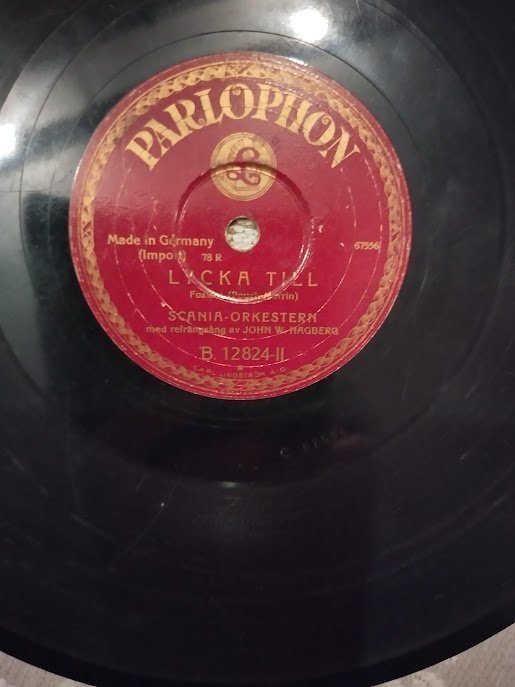 PARLOPHON
£
Made in Germany
(Import) 78 R
67556
LYCKA TILL
SCANIA-ORKESTERN
med refrängsång av JOHN W. HAGBERG
B. 12824-II
CARL LINDSTRÖM A.G.